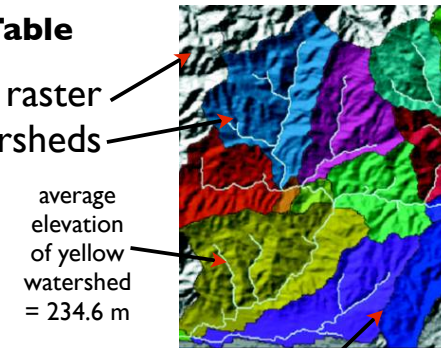 Table
raster
rsheds
average
elevation
of yellow
watershed
= 234.6 m